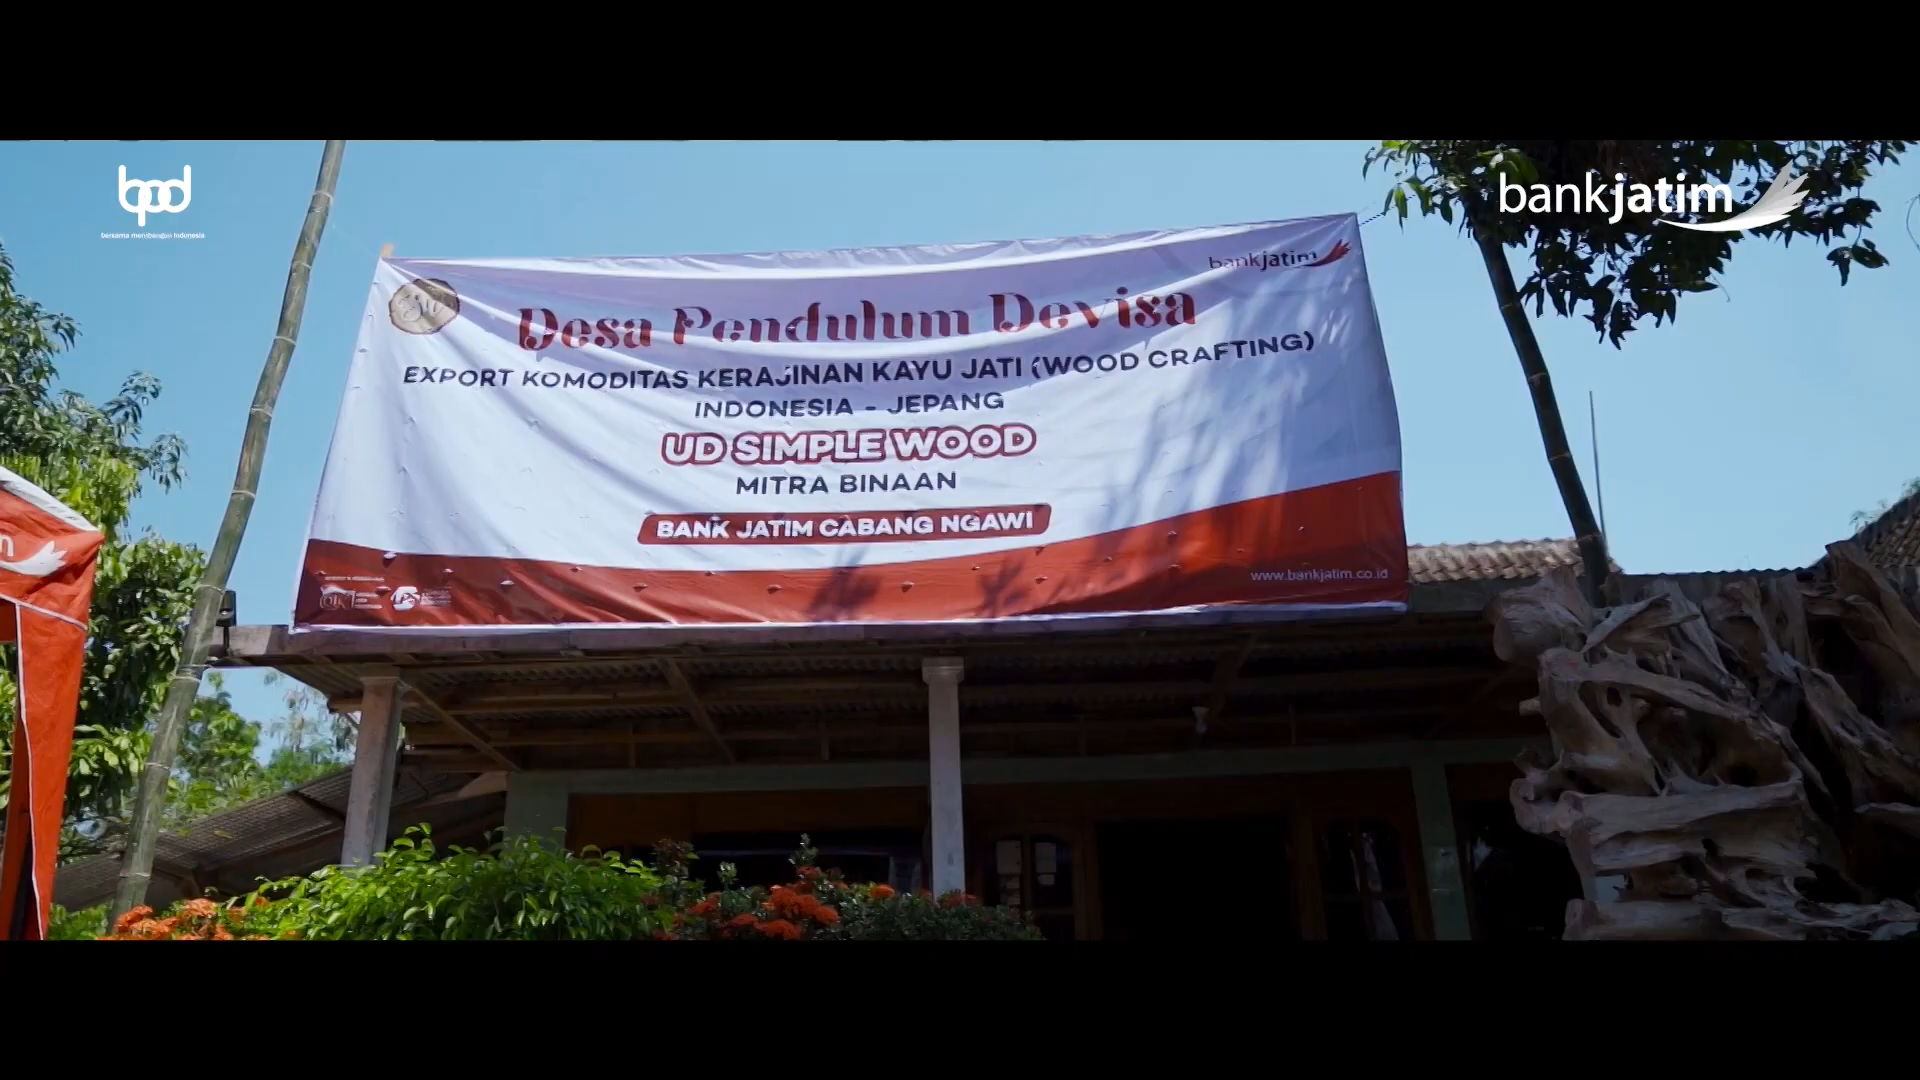 bpd
bersama membangun Indonesia
bankjatim
bankjatim
Desa Pendulum Devisa
EXPORT KOMODITAS KERAJINAN KAYU JATI (WOOD CRAFTING)
INDONESIA - JEPANG
UD SIMPLE WOOD
MITRA BINAAN
BANK JATIM CABANG NGAWI
www.bankjatim.co.id